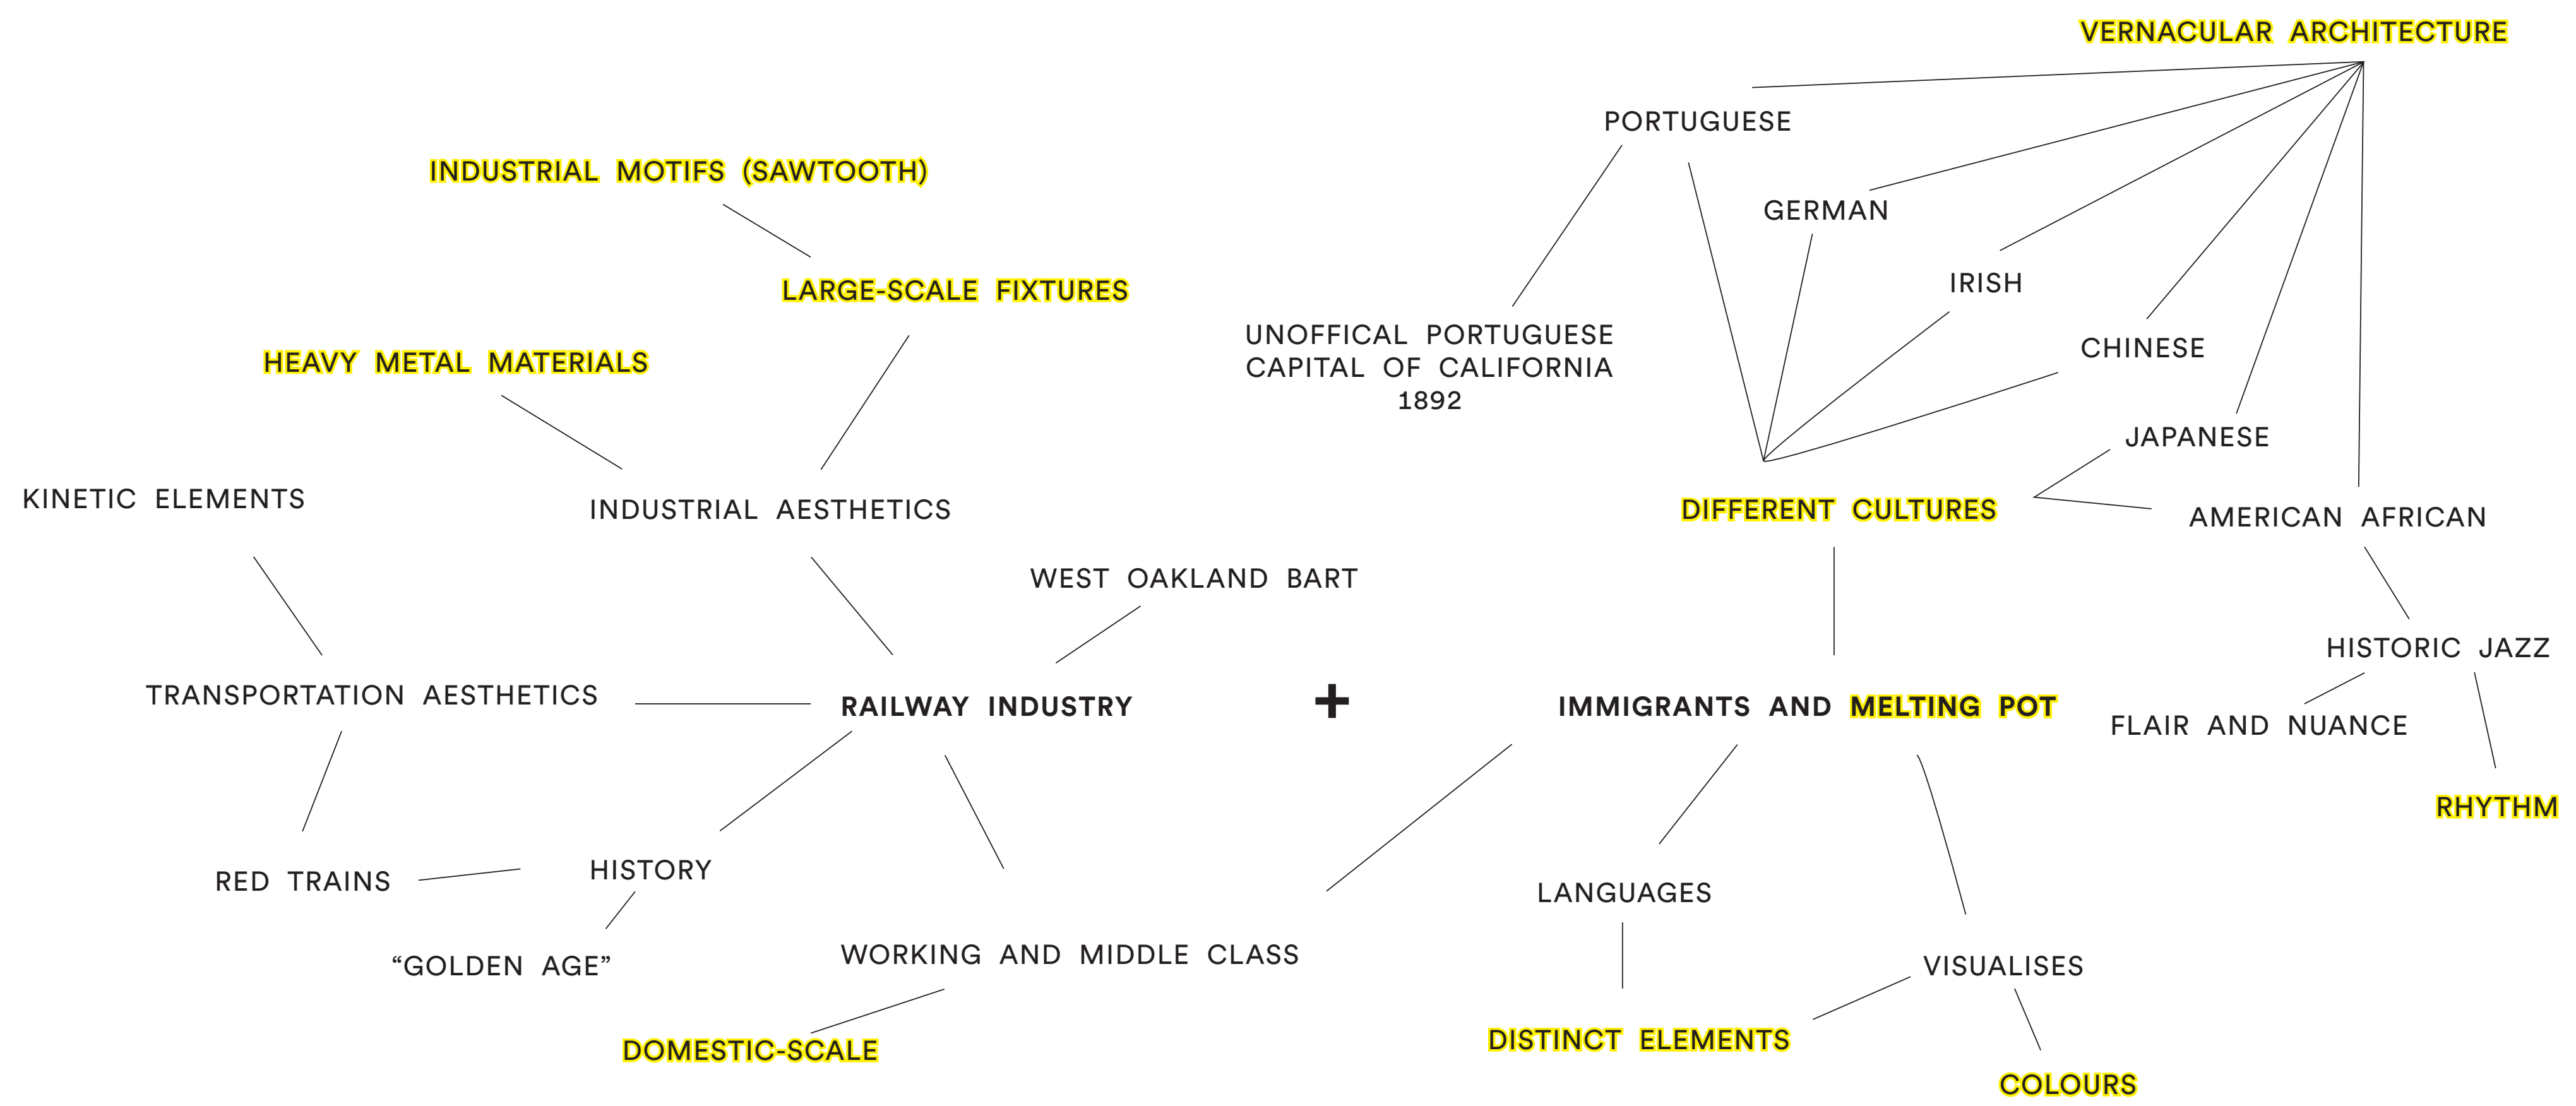 VERNACULAR ARCHITECTURE
PORTUGUESE
INDUSTRIAL MOTIFS (SAWTOOTH)
GERMAN
IRISH
LARGE-SCALE FIXTURES
UNOFFICAL PORTUGUESE
CAPITAL OF CALIFORNIA
1892
CHINESE
HEAVY METAL MATERIALS
JAPANESE
KINETIC ELEMENTS
INDUSTRIAL AESTHETICS
DIFFERENT CULTURES
AMERICAN AFRICAN
WEST OAKLAND BART
HISTORIC JAZZ
TRANSPORTATION AESTHETICS
RAILWAY INDUSTRY
+
IMMIGRANTS AND MELTING POT
FLAIR AND NUANCE
RHYTHM
RED TRAINS
HISTORY
LANGUAGES
“GOLDEN AGE”
WORKING AND MIDDLE CLASS
VISUALISES
DOMESTIC-SCALE
DISTINCT ELEMENTS
COLOURS